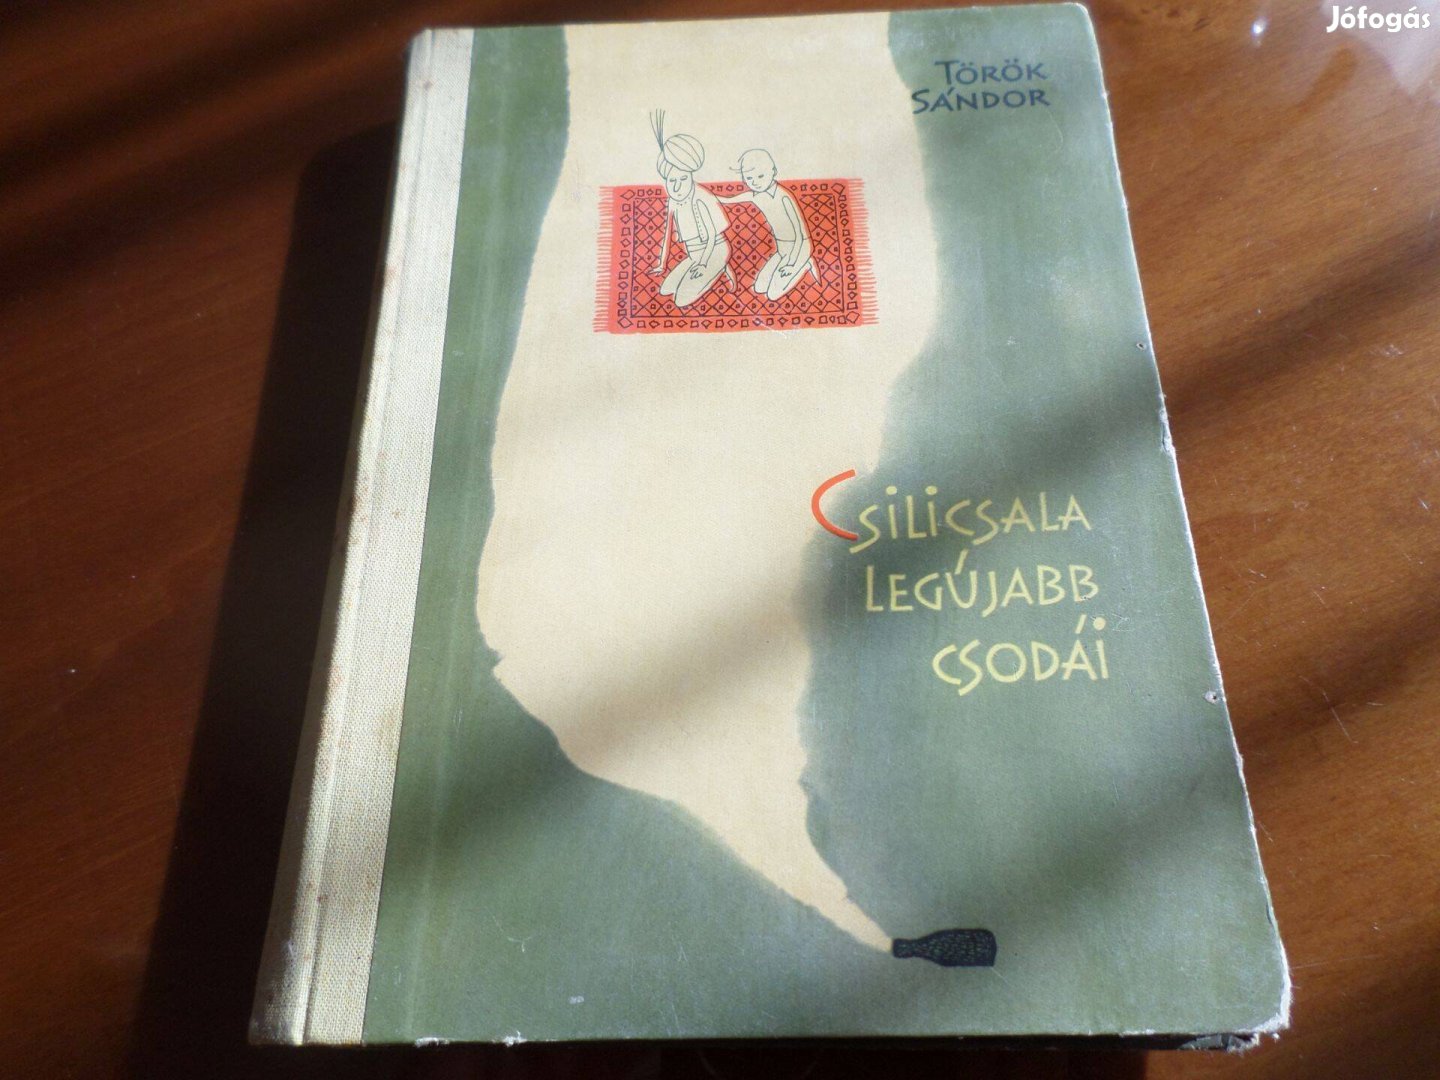 Jófogás
TÖRÖK
SÁNDOR
CSILICSALA
LEGÚJABB
CSODÁI